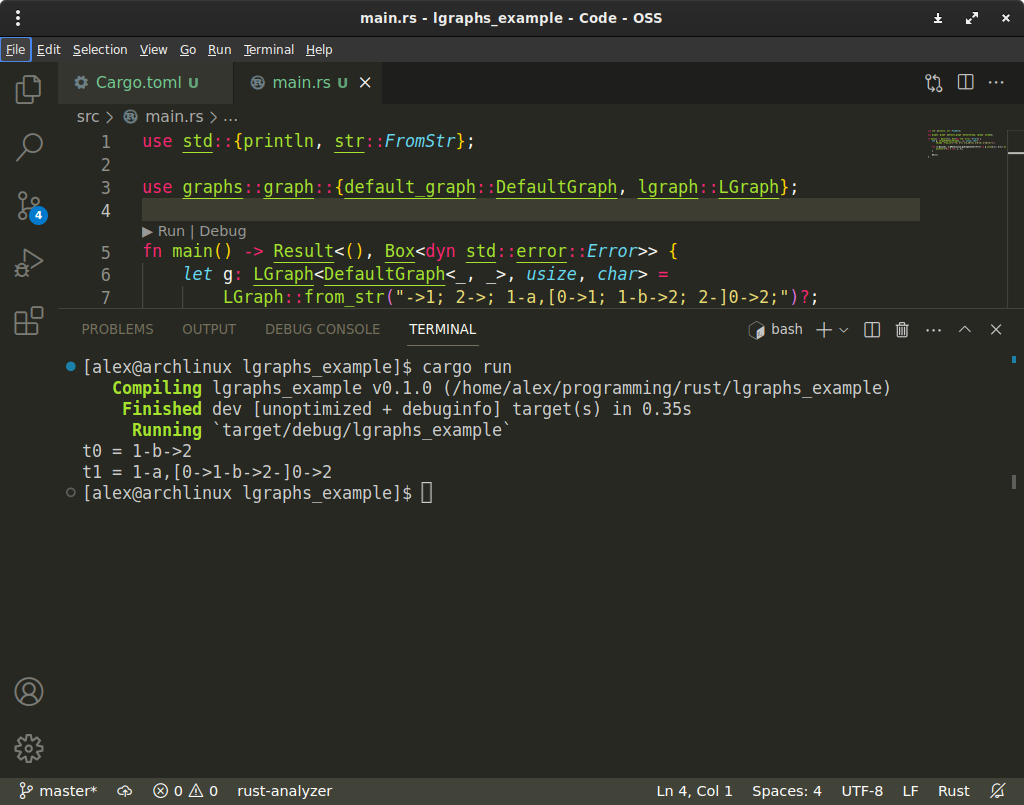 main.rs - lgraphs_example - Code - OSS
File Edit Selection View Go Run Terminal Help
Cargo.toml U main.rs U
src > main.rs > ...
1 use std::{println, str::FromStr};
2
3 use graphs::graph::{default_graph::DefaultGraph, lgraph::LGraph};
4
▶ Run | Debug
5 fn main() -> Result<(), Box<dyn std::error::Error>> {
6 let g: LGraph<DefaultGraph<_, _>, usize, char> =
7 LGraph::from_str("->1; 2->; 1-a,[0->1; 1-b->2; 2-]0->2;")?;
PROBLEMS OUTPUT DEBUG CONSOLE TERMINAL bash
[alex@archlinux lgraphs_example]$ cargo run
Compiling lgraphs_example v0.1.0 (/home/alex/programming/rust/lgraphs_example)
Finished dev [unoptimized + debuginfo] target(s) in 0.35s
Running `target/debug/lgraphs_example`
t0 = 1-b->2
t1 = 1-a,[0->1-b->2-]0->2
[alex@archlinux lgraphs_example]$
4
master* 0 0 rust-analyzer Ln 4, Col 1 Spaces: 4 UTF-8 LF Rust